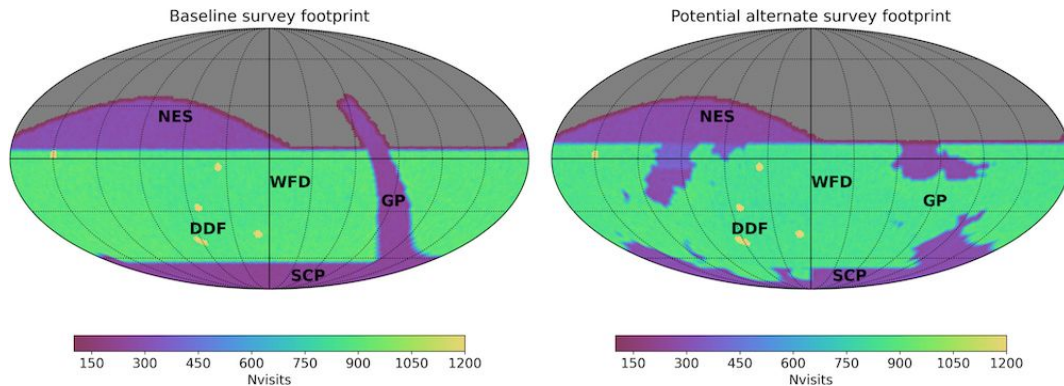 Baseline survey footprint
NES
WFD
GP
DDF
SCP
150 300 450 600 750 900 1050 1200
Nvisits
Potential alternate survey footprint
NES
WFD
GP
DDF
SCP
150 300 450 600 750 900 1050 1200
Nvisits